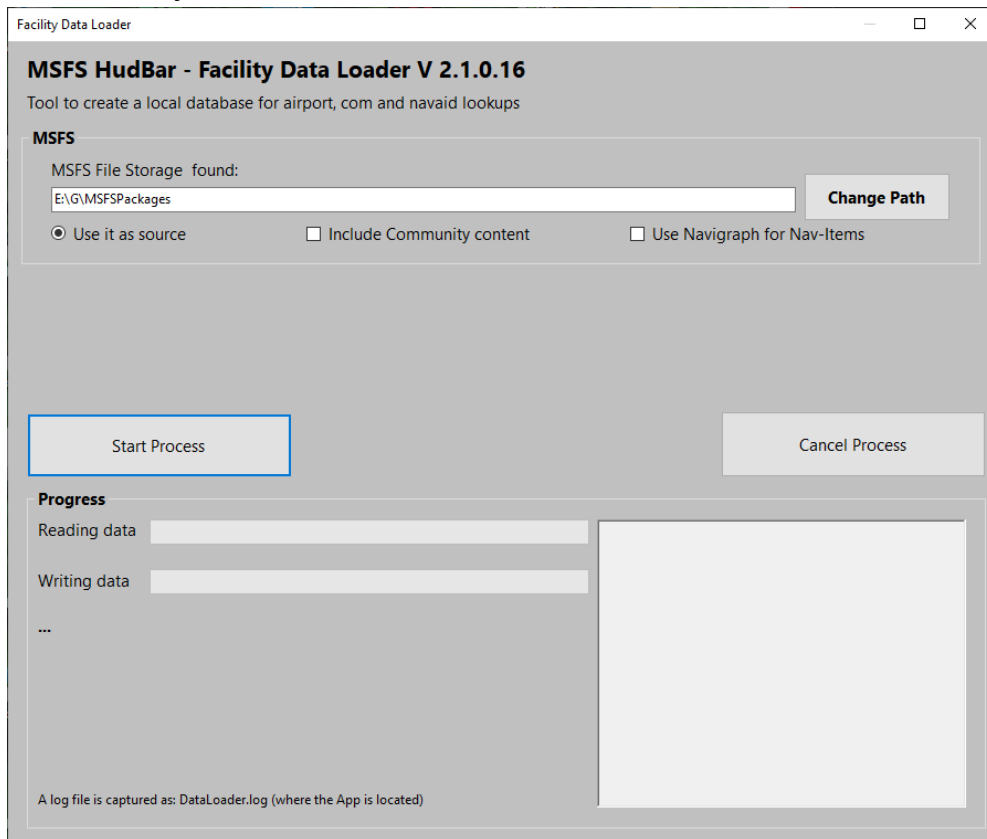 Facility Data Loader
MSFS HudBar - Facility Data Loader V 2.1.0.16
Tool to create a local database for airport, com and navaid lookups
MSFS
MSFS File Storage  found:
E:\G\MSFSPackages
Change Path
Use it as source
Include Community content
Use Navigraph for Nav-Items
Start Process
Cancel Process
Progress
Reading data
Writing data
...
A log file is captured as: DataLoader.log (where the App is located)